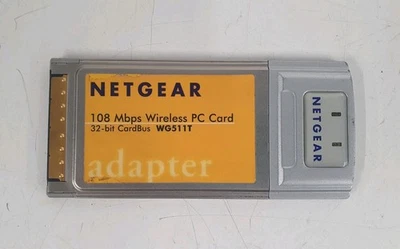 NETGEAR
108 Mbps Wireless PC Card
32-bit CardBus WG511T
adapter
NETGEAR